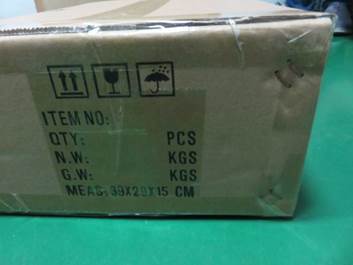 ITEM NO:
QTY: PCS
N.W: KGS
G.W: KGS
MEAS: 39X29X15 CM